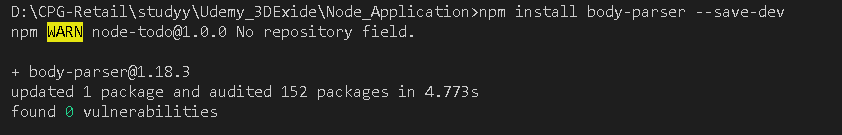 D:\CPG-Retail\studyy\Udemy_3DExide\Node_Application>npm install body-parser --save-dev
npm WARN node-todo@1.0.0 No repository field.
+ body-parser@1.18.3
updated 1 package and audited 152 packages in 4.773s
found 0 vulnerabilities